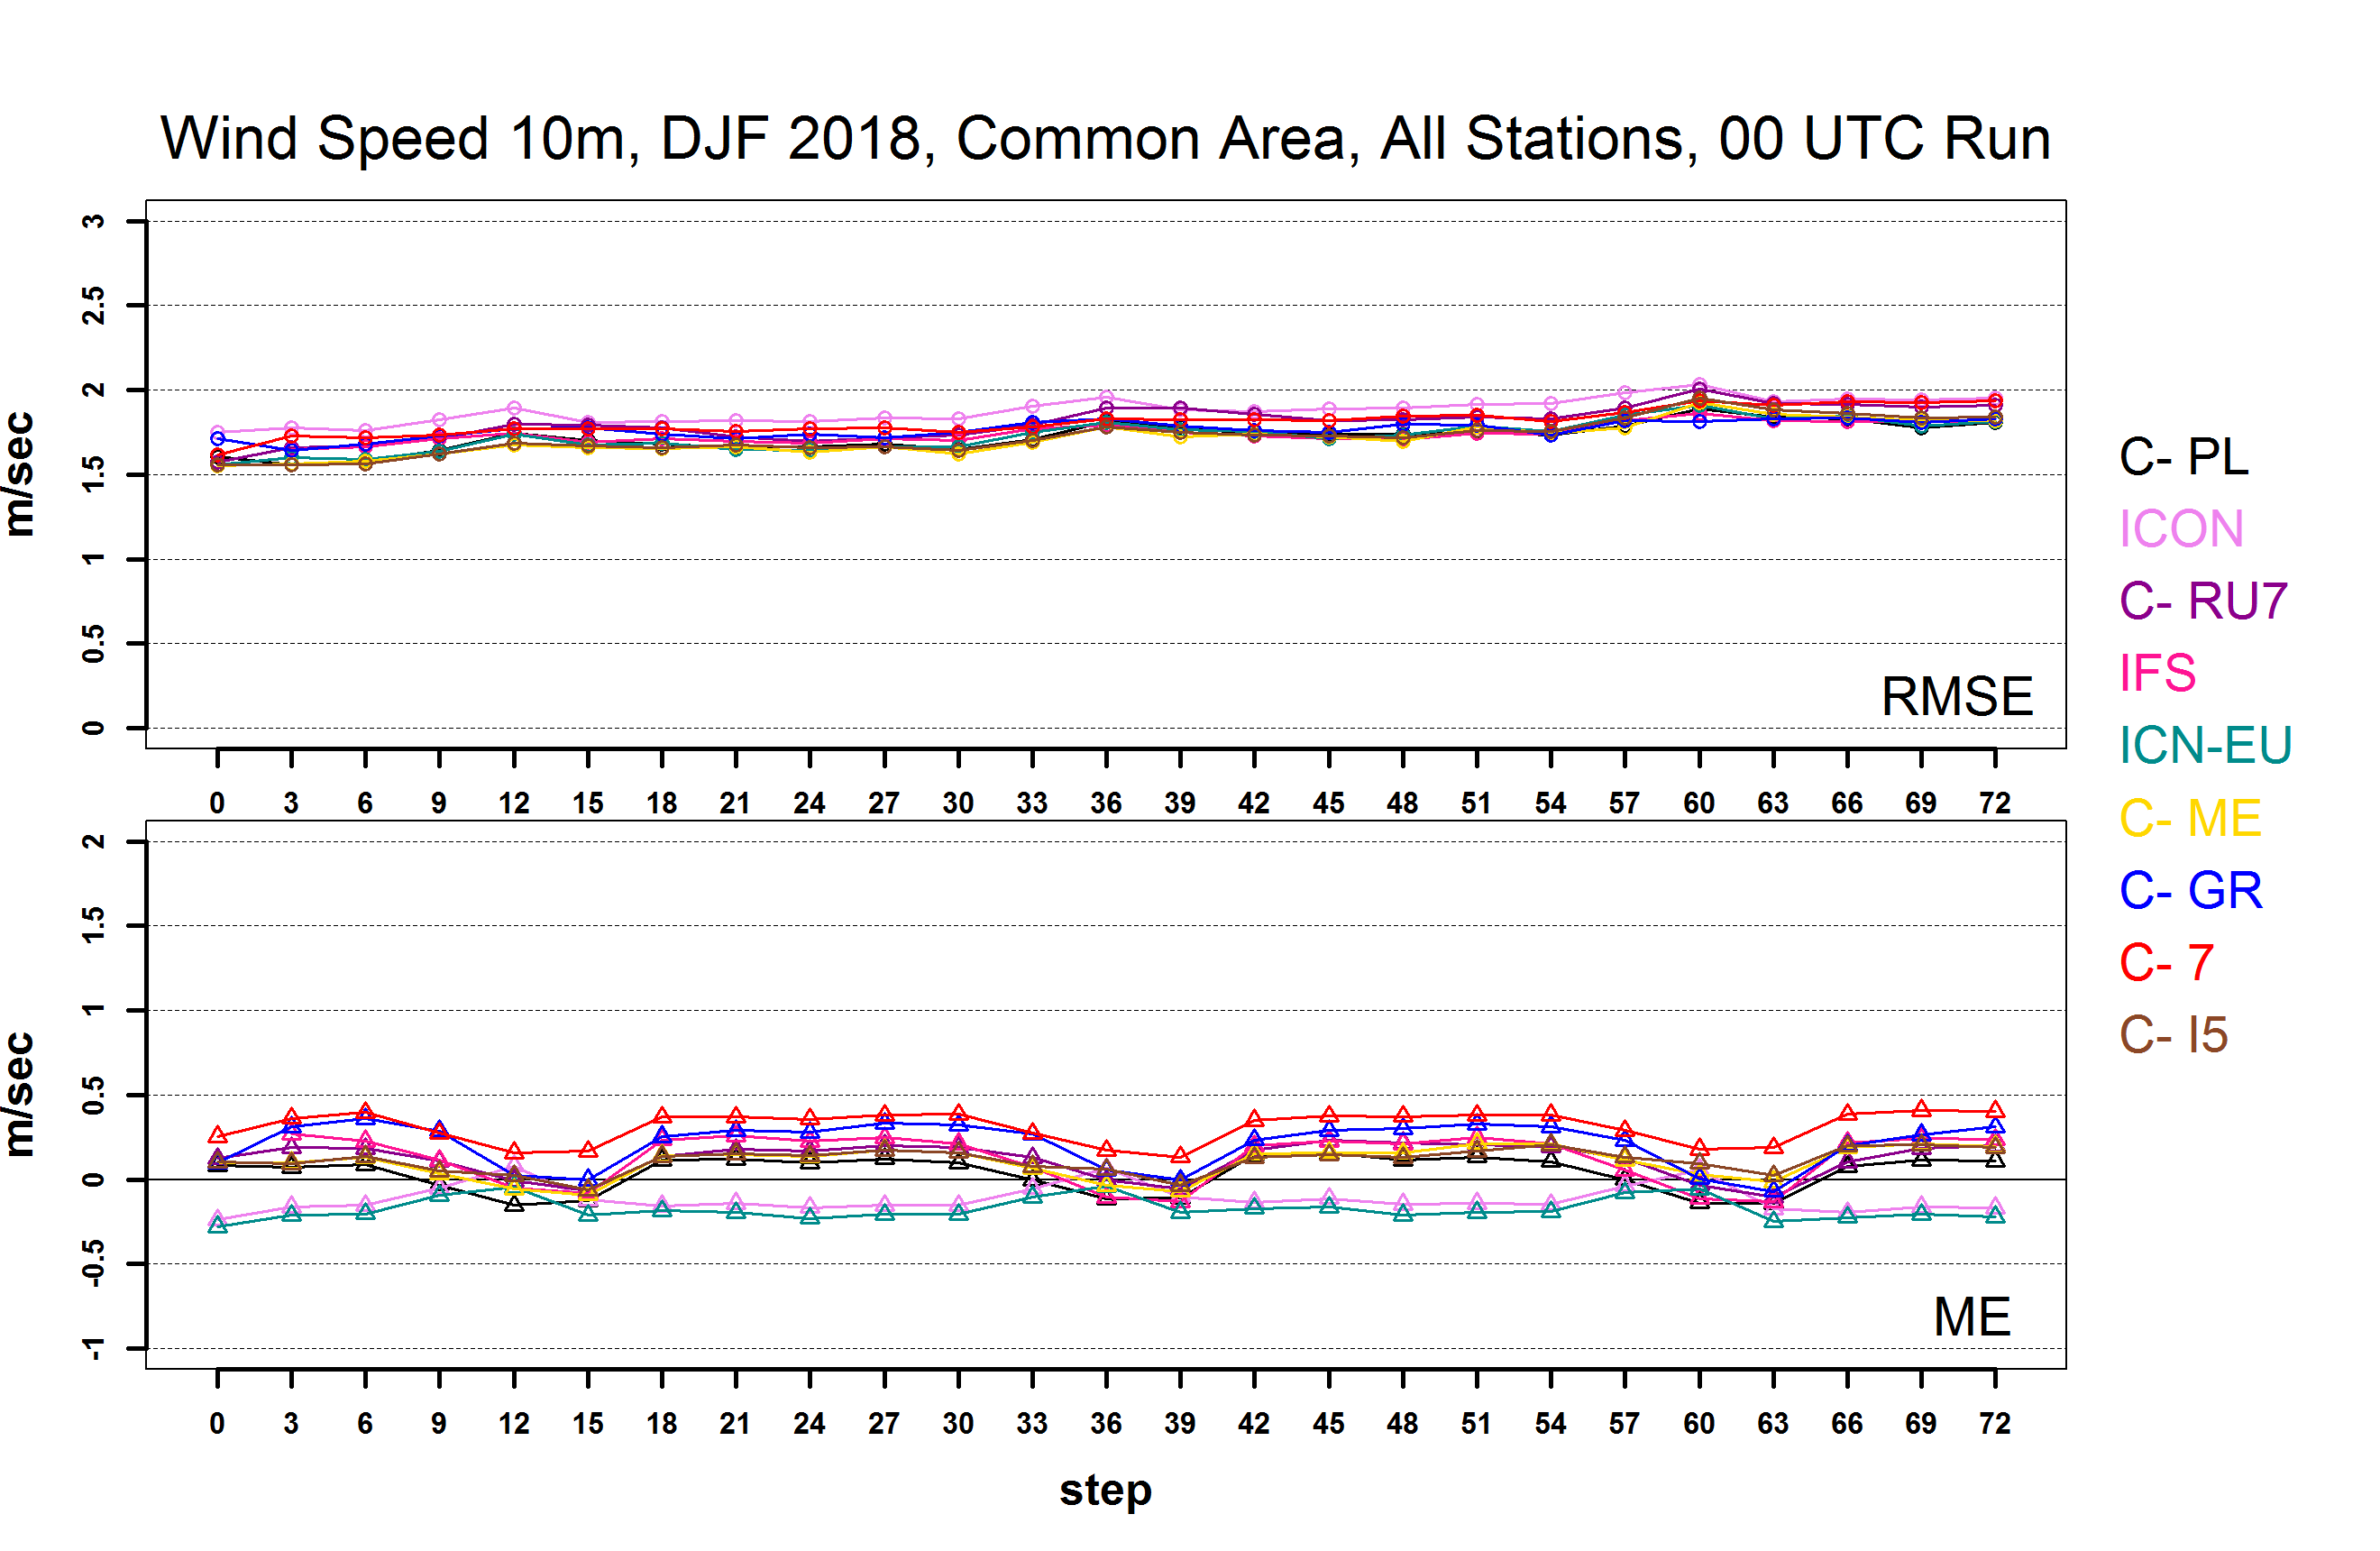 Wind Speed 10m, DJF 2018, Common Area, All Stations, 00 UTC Run
3
2.5
2
1.5
1
0.5
0
m/sec
RMSE
0 3 6 9 12 15 18 21 24 27 30 33 36 39 42 45 48 51 54 57 60 63 66 69 72
2
1.5
1
0.5
0
-0.5
-1
m/sec
ME
0 3 6 9 12 15 18 21 24 27 30 33 36 39 42 45 48 51 54 57 60 63 66 69 72
step
C- PL
ICON
C- RU7
IFS
ICN-EU
C- ME
C- GR
C- 7
C- I5